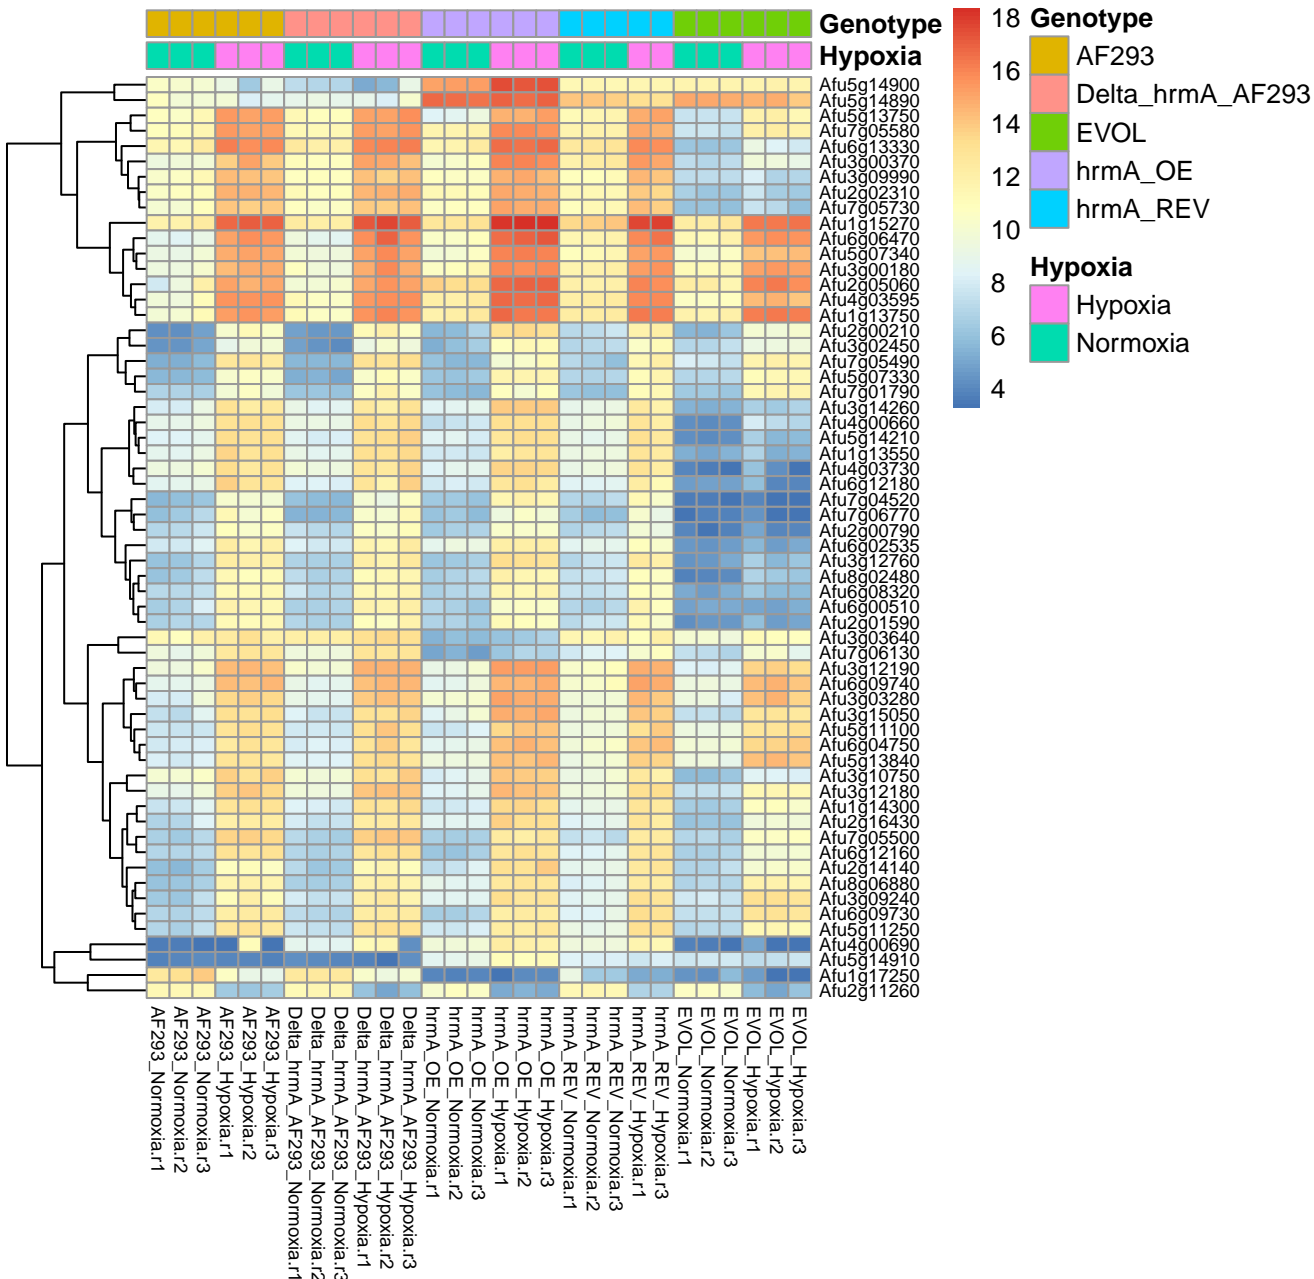 Genotype
Hypoxia
Afu5g14900
Afu5g14890
Afu5g13750
Afu7g05580
Afu6g13330
Afu3g00370
Afu3g09990
Afu2g02310
Afu7g05730
Afu1g15270
Afu6g06470
Afu5g07340
Afu3g00180
Afu2g05060
Afu4g03595
Afu1g13750
Afu2g00210
Afu3g02450
Afu7g05490
Afu5g07330
Afu7g01790
Afu3g14260
Afu4g00660
Afu5g14210
Afu1g13550
Afu4g03730
Afu6g12180
Afu7g04520
Afu7g06770
Afu2g00790
Afu6g02535
Afu3g12760
Afu8g02480
Afu6g08320
Afu6g00510
Afu2g01590
Afu3g03640
Afu7g06130
Afu3g12190
Afu6g09740
Afu3g03280
Afu3g15050
Afu5g11100
Afu6g04750
Afu5g13840
Afu3g10750
Afu3g12180
Afu1g14300
Afu2g16430
Afu7g05500
Afu6g12160
Afu2g14140
Afu8g06880
Afu3g09240
Afu6g09730
Afu5g11250
Afu4g00690
Afu5g14910
Afu1g17250
Afu2g11260
AF293_Normoxia.r1
AF293_Normoxia.r2
AF293_Normoxia.r3
AF293_Hypoxia.r1
AF293_Hypoxia.r2
AF293_Hypoxia.r3
Delta_hrmA_AF293_Normoxia.r1
Delta_hrmA_AF293_Normoxia.r2
Delta_hrmA_AF293_Normoxia.r3
Delta_hrmA_AF293_Hypoxia.r1
Delta_hrmA_AF293_Hypoxia.r2
Delta_hrmA_AF293_Hypoxia.r3
hrmA_OE_Normoxia.r1
hrmA_OE_Normoxia.r2
hrmA_OE_Normoxia.r3
hrmA_OE_Hypoxia.r1
hrmA_OE_Hypoxia.r2
hrmA_OE_Hypoxia.r3
hrmA_REV_Normoxia.r1
hrmA_REV_Normoxia.r2
hrmA_REV_Normoxia.r3
hrmA_REV_Hypoxia.r1
hrmA_REV_Hypoxia.r3
EVOL_Normoxia.r1
EVOL_Normoxia.r2
EVOL_Normoxia.r3
EVOL_Hypoxia.r1
EVOL_Hypoxia.r2
EVOL_Hypoxia.r3
18
16
14
12
10
8
6
4
Genotype
AF293
Delta_hrmA_AF293
EVOL
hrmA_OE
hrmA_REV
Hypoxia
Hypoxia
Normoxia